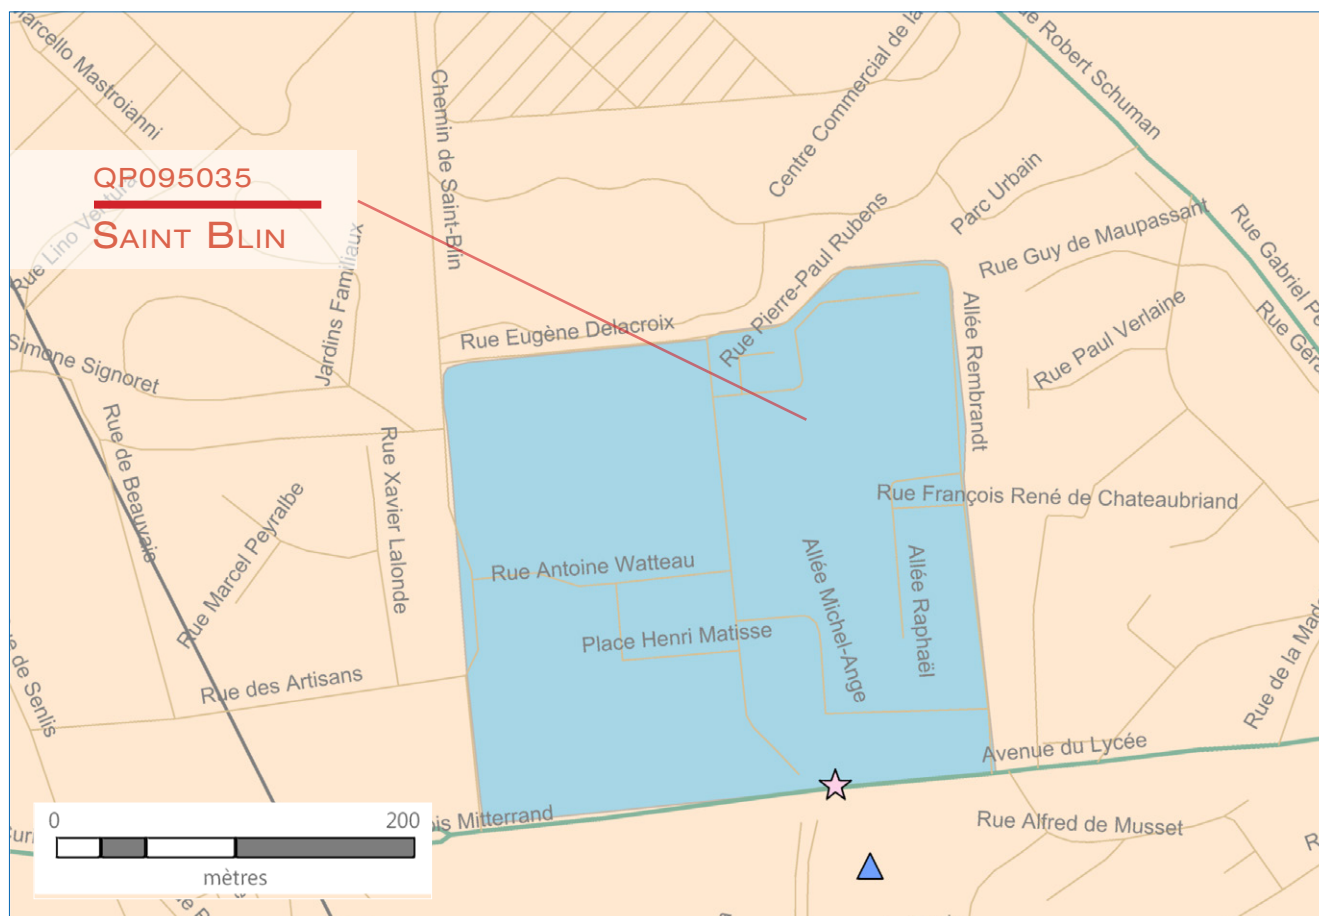 Marcello Mastroianni
Chemin de Saint-Blin
Centre Commercial de la
Rue Robert Schuman
QP095035
SAINT BLIN
Rue Lino Ventura
Jardins Familiaux
Parc Urbain
Rue Guy de Maupassant
Rue Gabriel
Rue Pierre-Paul Rubens
Rue Eugène Delacroix
Allée Rembrandt
Rue Paul Verlaine
Simone Signoret
Rue de Beauvais
Rue Xavier Lalonde
Rue Marcel Peyralbe
Rue François René de Chateaubriand
Rue Antoine Watteau
Allée Michel-Ange
Allée Raphaël
Place Henri Matisse
Rue des Artisans
de Senlis
Rue de la
Avenue du Lycée
Mitterrand
Rue Alfred de Musset
0 200
mètres